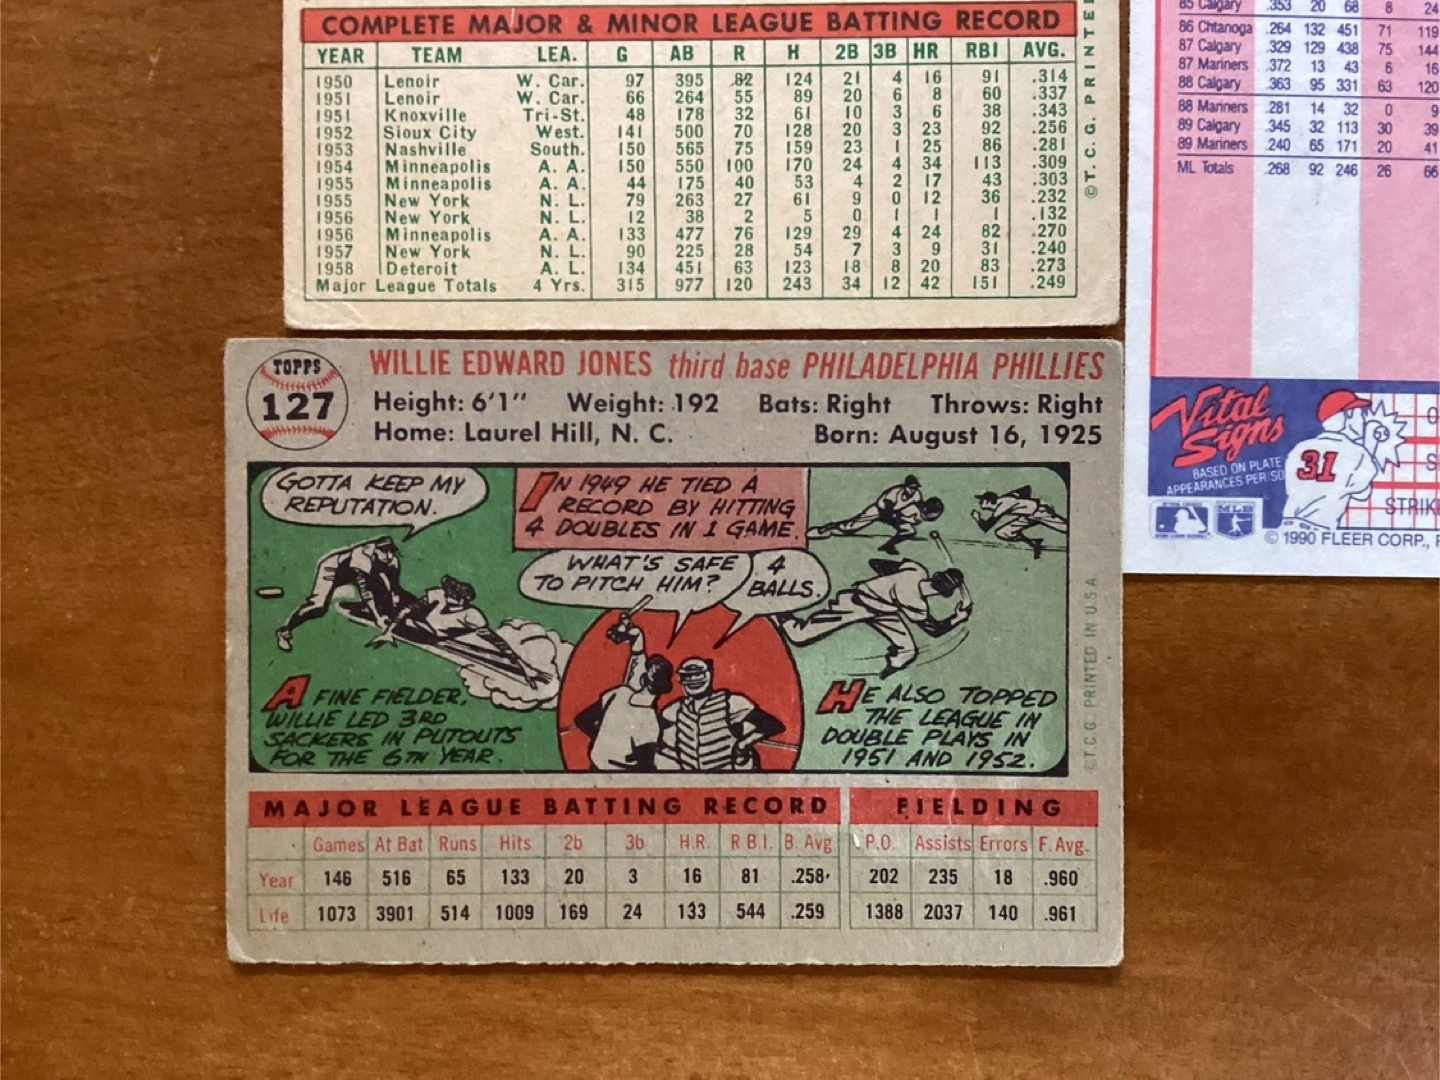 COMPLETE MAJOR & MINOR LEAGUE BATTING RECORD
YEAR TEAM LEA. G AB R H 2B 3B HR RBI AVG.
1950 Lenoir W. Car. 97 395 82 124 21 4 16 91 .314
1951 Lenoir W. Car. 66 264 55 89 20 6 8 60 .337
1951 Knoxville Tri-St. 48 178 32 61 10 3 6 38 .343
1952 Sioux City West. 141 500 70 128 20 3 23 92 .256
1953 Nashville South. 150 565 75 159 23 1 25 86 .281
1954 Minneapolis A. A. 150 550 100 170 24 4 34 113 .309
1955 Minneapolis A. A. 44 175 40 53 4 2 17 43 .303
1955 New York N. L. 79 263 27 61 9 0 12 36 .232
1956 New York N. L. 12 38 2 5 0 1 1 1 .132
1956 Minneapolis A. A. 133 477 76 129 29 4 24 82 .270
1957 New York N. L. 90 225 28 54 7 3 9 31 .240
1958 Deteroit A. L. 134 451 63 123 18 8 20 83 .273
Major League Totals 4 Yrs. 315 977 120 243 34 12 42 151 .249
©T.C.G. PRINTED
85 Calgary .353 20 68 8 24
86 Chtanoga .264 132 451 71 119
87 Calgary .329 129 438 75 144
87 Mariners .372 13 43 6 16
88 Calgary .363 95 331 63 120
88 Mariners .281 14 32 0 9
89 Calgary .345 32 113 30 39
89 Mariners .240 65 171 20 41
ML Totals .268 92 246 26 66
Vital
Signs
BASED ON PLATE
APPEARANCES PER SO
31
STRIK
MLB
© 1990 FLEER CORP.,
TOPPS
127
WILLIE EDWARD JONES third base PHILADELPHIA PHILLIES
Height: 6'1" Weight: 192 Bats: Right Throws: Right
Home: Laurel Hill, N. C. Born: August 16, 1925
GOTTA KEEP MY
REPUTATION.
IN 1949 HE TIED A
RECORD BY HITTING
4 DOUBLES IN 1 GAME.
WHAT'S SAFE
TO PITCH HIM?
4
BALLS.
A FINE FIELDER,
WILLIE LED 3RD
SACKERS IN PUTOUTS
FOR THE 6TH YEAR.
HE ALSO TOPPED
THE LEAGUE IN
DOUBLE PLAYS IN
1951 AND 1952.
©T.C.G. PRINTED IN U.S.A.
MAJOR LEAGUE BATTING RECORD FIELDING
Games At Bat Runs Hits 2b 3b H.R. R.B.I. B. Avg P.O. Assists Errors F. Avg.
Year 146 516 65 133 20 3 16 81 .258 202 235 18 .960
Life 1073 3901 514 1009 169 24 133 544 .259 1388 2037 140 .961